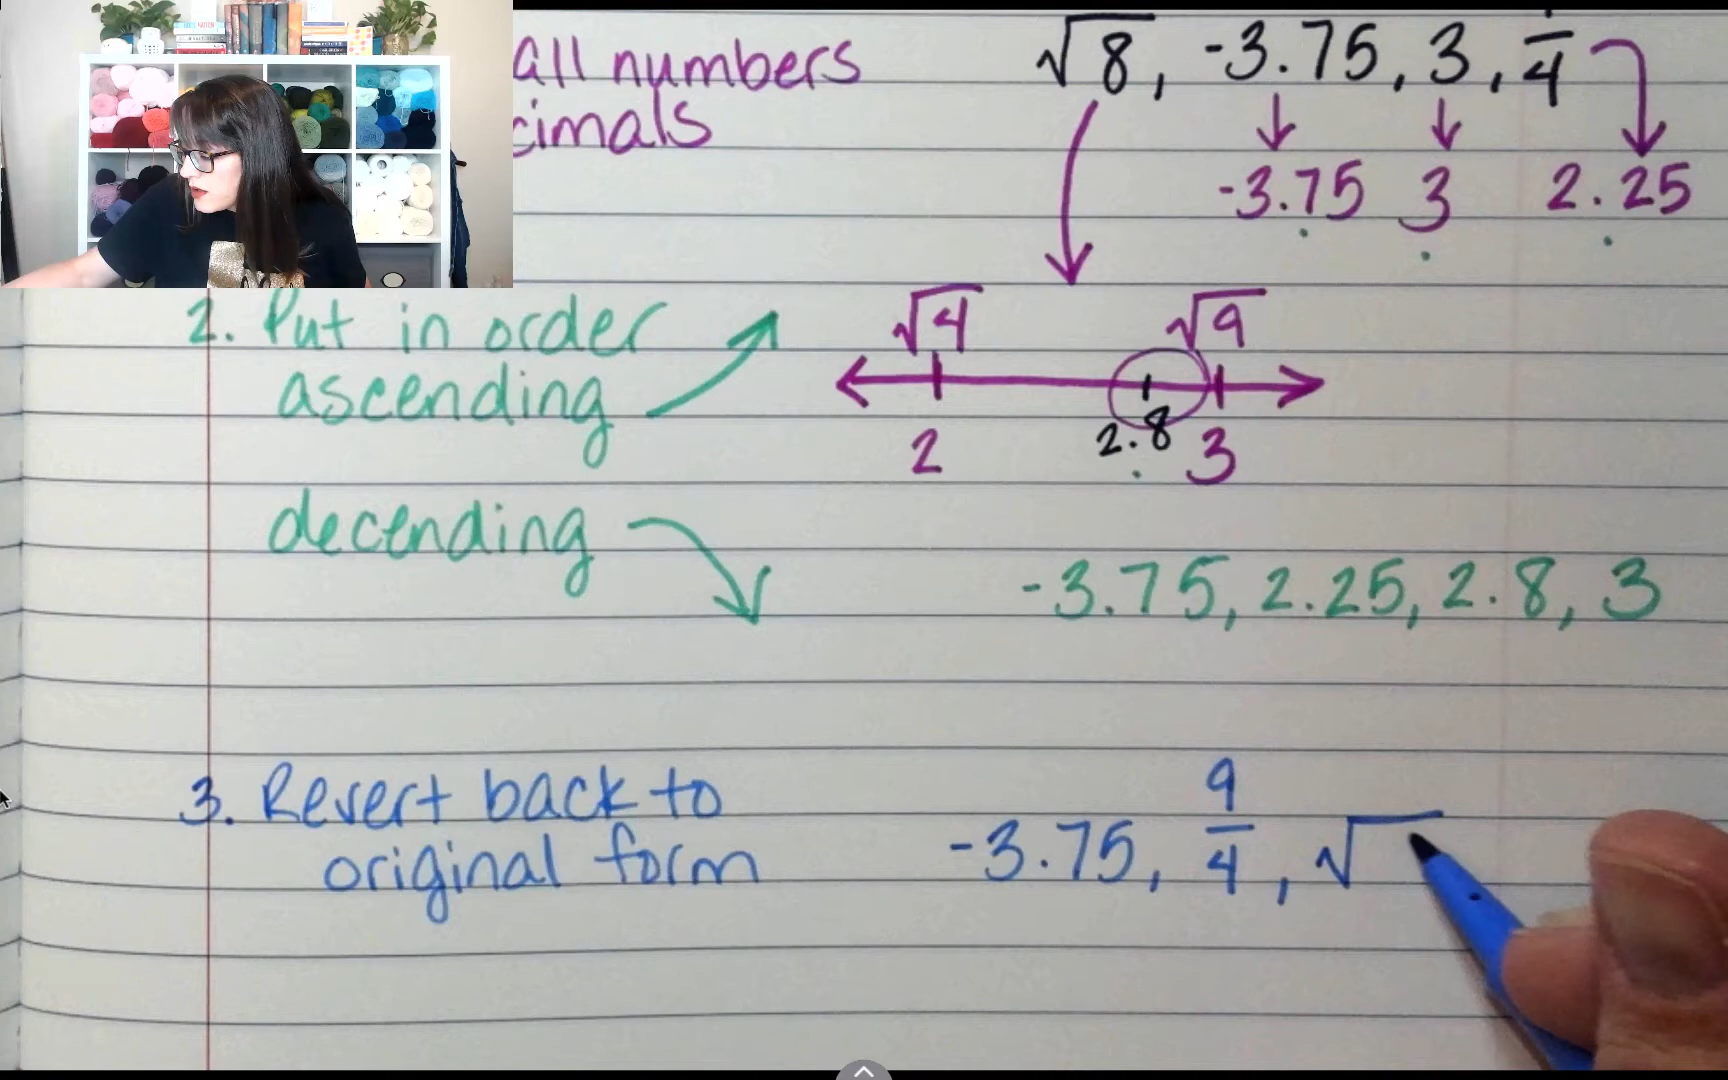 all numbers
cimals
√8, -3.75, 3, 4
-3.75 3 2.25
√4 √9
2 2.8 3
2. Put in order
ascending
decending
-3.75, 2.25, 2.8, 3
3. Revert back to
original form
-3.75, 9/4, √